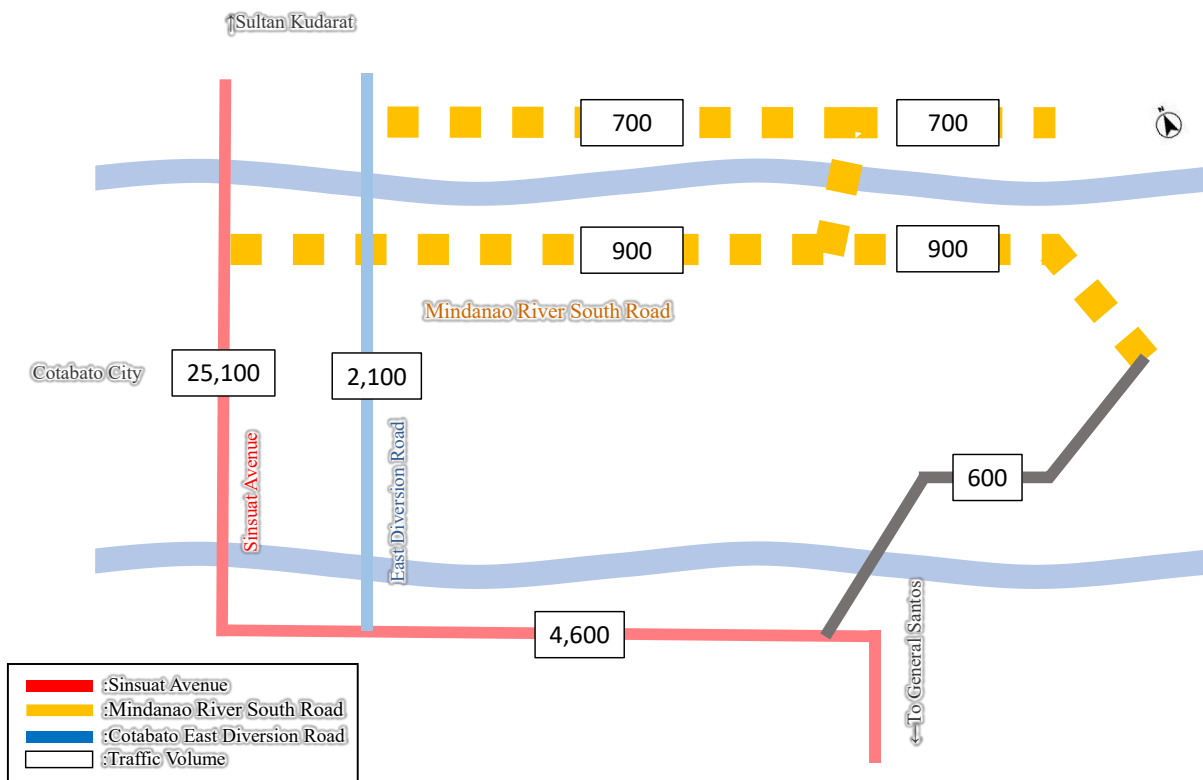 ↑Sultan Kudarat
700
700
N
900
900
Mindanao River South Road
Cotabato City
25,100
2,100
Sinsuat Avenue
East Diversion Road
600
4,600
←To General Santos
:Sinsuat Avenue
:Mindanao River South Road
:Cotabato East Diversion Road
:Traffic Volume